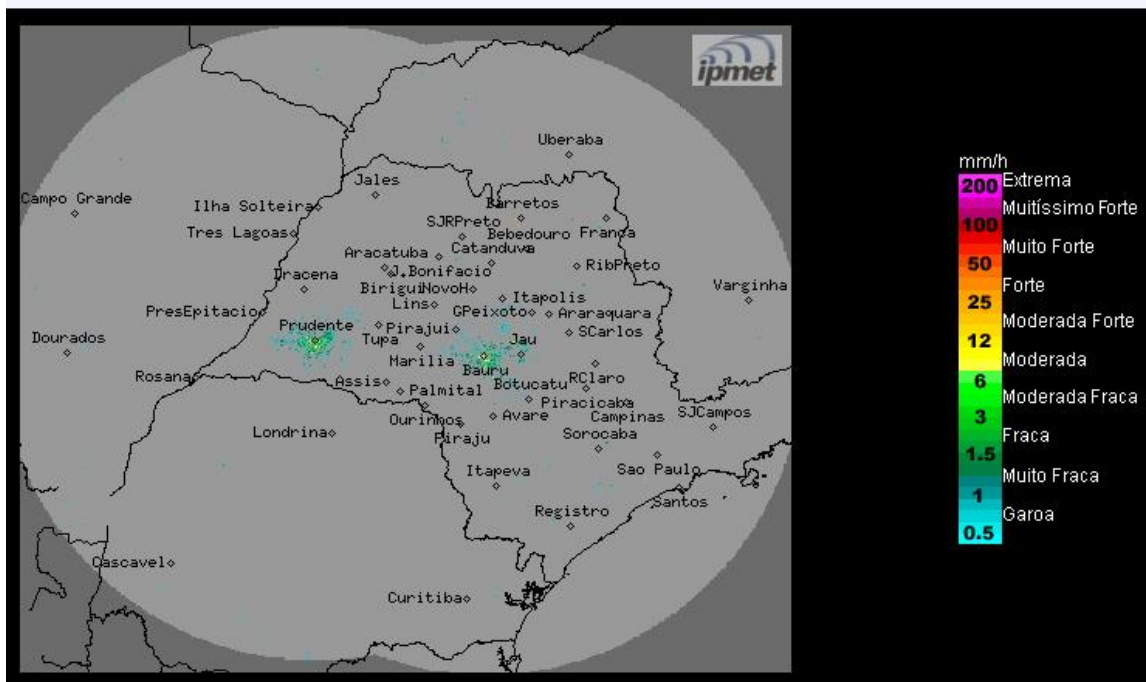 ipmet
Uberaba
Jales
Campo Grande
Ilha Solteira
Barretos
SJRPreto
Tres Lagoas
Bebedouro
Franca
Aracatuba
Catanduva
J.Bonifacio
RibPreto
Dracena
Birigui
NovoH
Varginha
Lins
Itapolis
PresEpitacio
GPeixoto
Araraquara
Prudente
Pirajui
SCarlos
Dourados
Tupa
Jau
Marilia
Bauru
Rosana
Assis
Botucatu
RClaro
Palmital
Piracicaba
Ourinhos
Avare
Campinas
SJCampos
Londrina
Piraju
Sorocaba
Itapeva
Sao Paulo
Santos
Registro
Cascavel
Curitiba
mm/h
200 Extrema
Muitíssimo Forte
100
Muito Forte
50
Forte
25
Moderada Forte
12
Moderada
6
Moderada Fraca
3
Fraca
1.5
Muito Fraca
1
Garoa
0.5